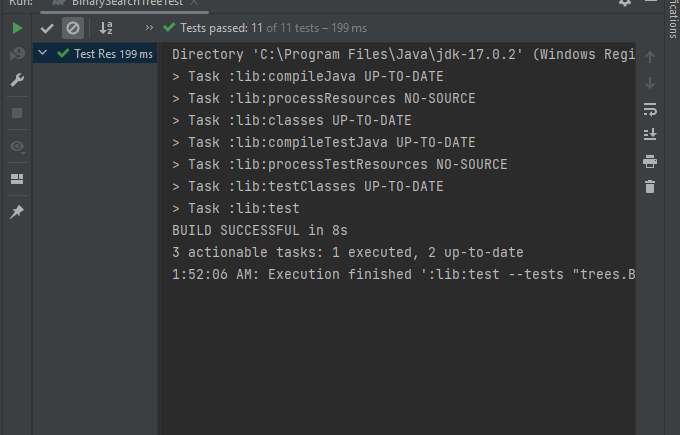 Run:
BinarySearchTreeTest
Tests passed: 11 of 11 tests – 199 ms
Test Res 199 ms
Directory 'C:\Program Files\Java\jdk-17.0.2' (Windows Regi
> Task :lib:compileJava UP-TO-DATE
> Task :lib:processResources NO-SOURCE
> Task :lib:classes UP-TO-DATE
> Task :lib:compileTestJava UP-TO-DATE
> Task :lib:processTestResources NO-SOURCE
> Task :lib:testClasses UP-TO-DATE
> Task :lib:test
BUILD SUCCESSFUL in 8s
3 actionable tasks: 1 executed, 2 up-to-date
1:52:06 AM: Execution finished ':lib:test --tests "trees.B
fications